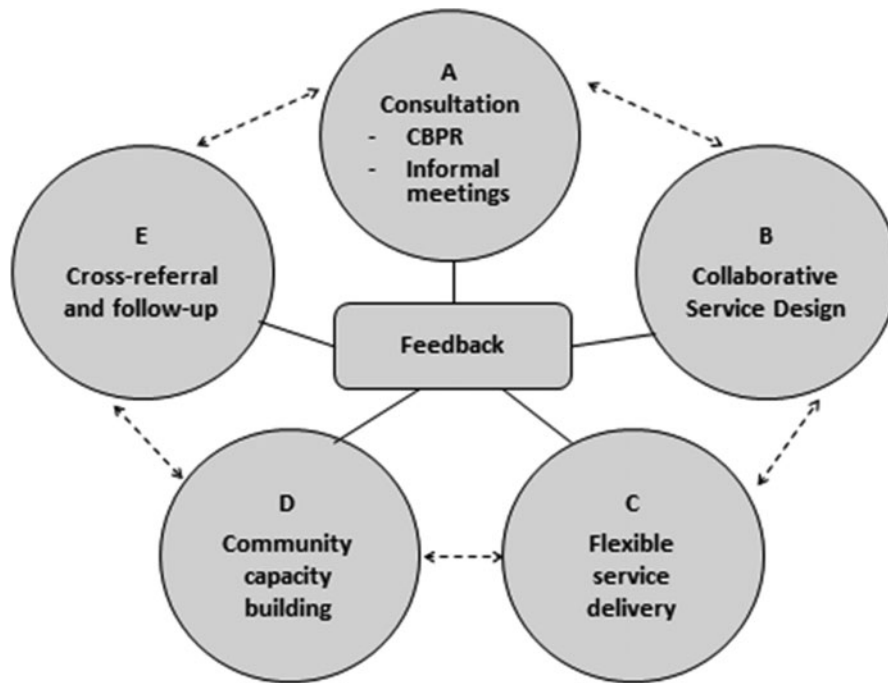 A
Consultation
- CBPR
- Informal
meetings
B
Collaborative
Service Design
C
Flexible
service
delivery
D
Community
capacity
building
E
Cross-referral
and follow-up
Feedback